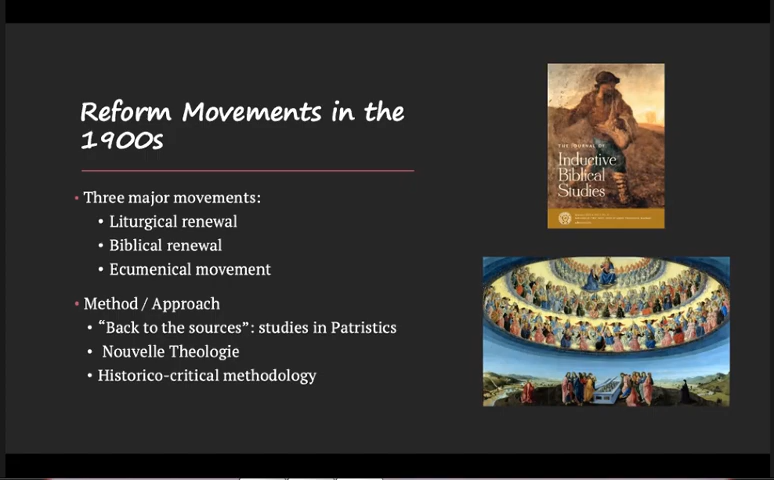 Reform Movements in the
1900s
• Three major movements:
• Liturgical renewal
• Biblical renewal
• Ecumenical movement
• Method / Approach
• “Back to the sources”: studies in Patristics
• Nouvelle Theologie
• Historico-critical methodology
THE JOURNAL OF
Inductive
Biblical
Studies